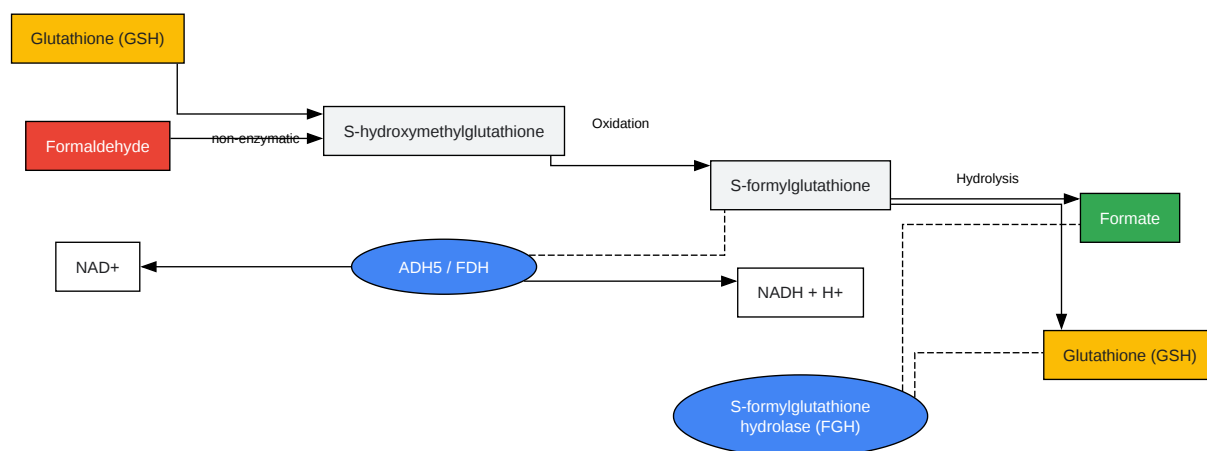 Glutathione (GSH)
Formaldehyde
non-enzymatic
S-hydroxymethylglutathione
Oxidation
S-formylglutathione
Hydrolysis
Formate
NAD+
ADH5 / FDH
NADH + H+
Glutathione (GSH)
S-formylglutathione
hydrolase (FGH)